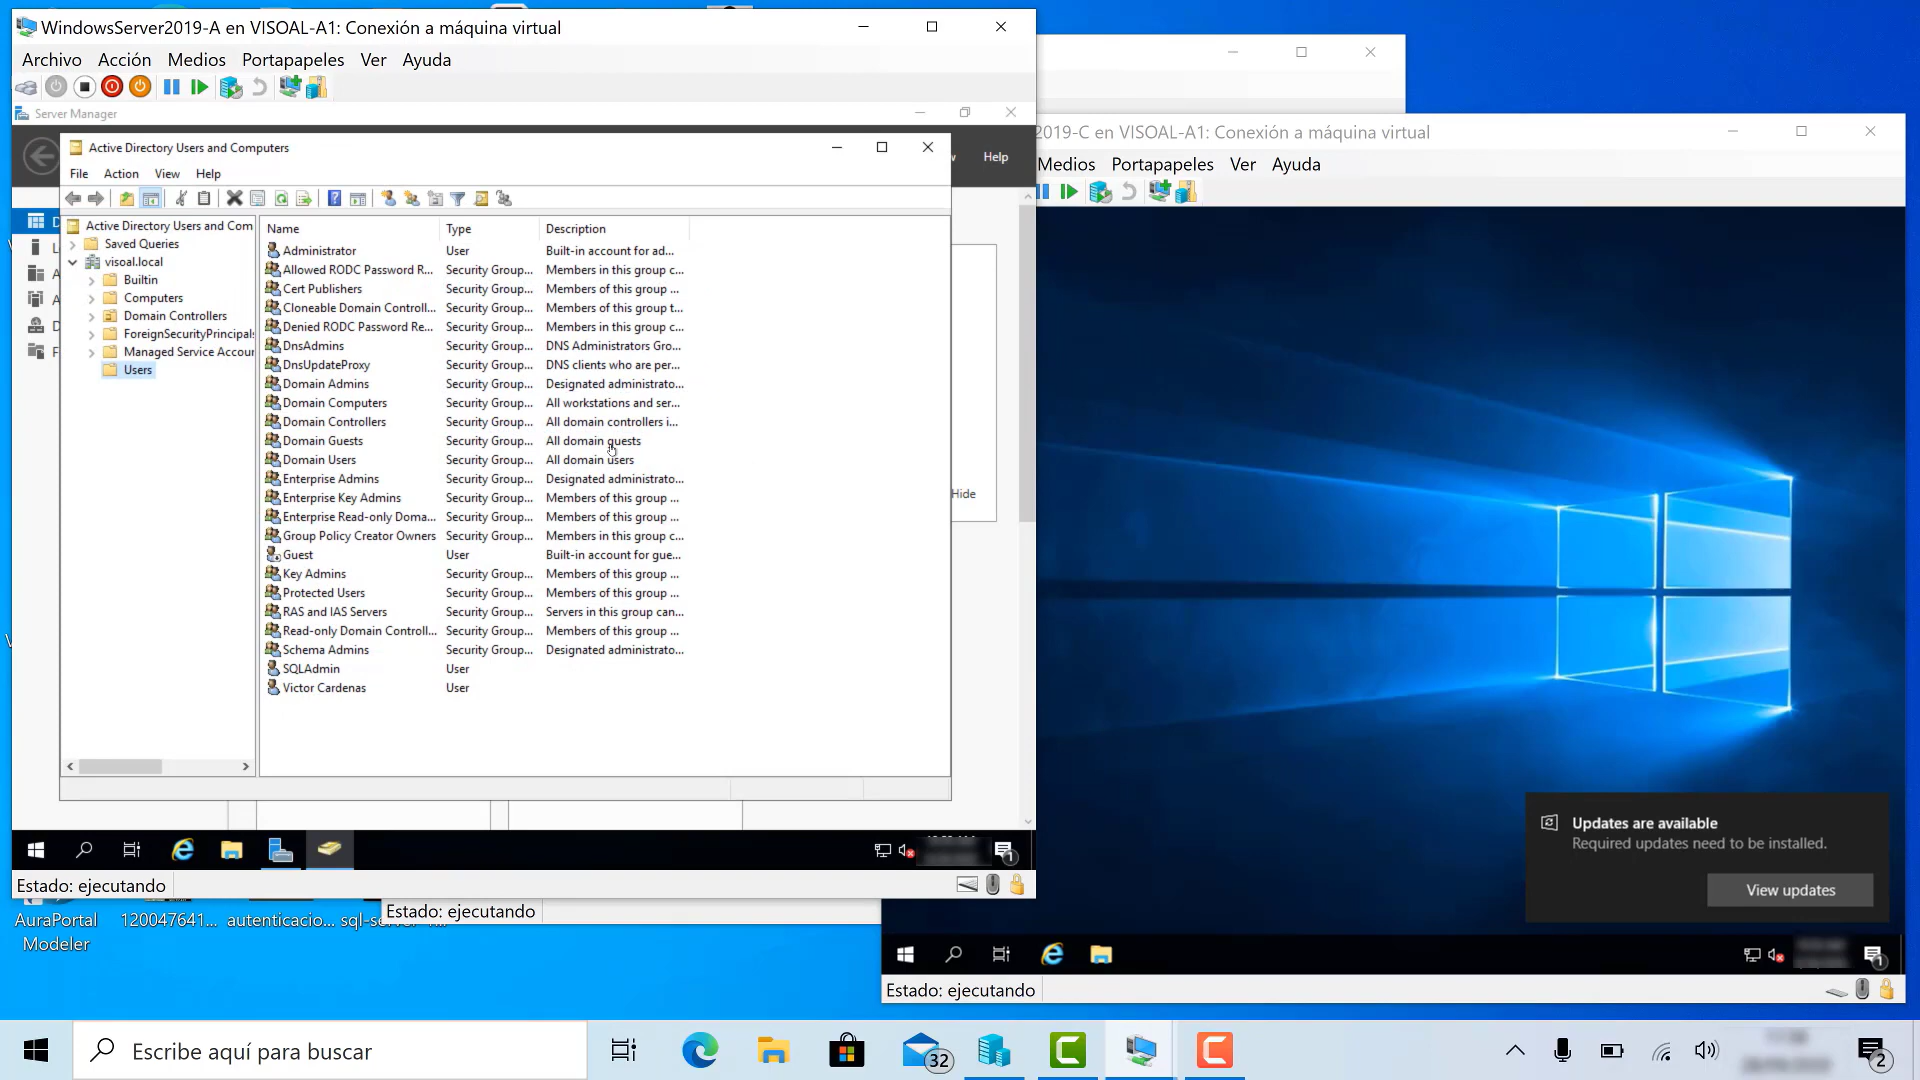 WindowsServer2019-A en VISOAL-A1: Conexión a máquina virtual
Archivo Acción Medios Portapapeles Ver Ayuda
Server Manager
Help
Active Directory Users and Computers
File Action View Help
Active Directory Users and Com
Saved Queries
visoal.local
Builtin
Computers
Domain Controllers
ForeignSecurityPrincipals
Managed Service Accour
Users
Name Type Description
Administrator User Built-in account for ad...
Allowed RODC Password R... Security Group... Members in this group c...
Cert Publishers Security Group... Members of this group ...
Cloneable Domain Controll... Security Group... Members of this group t...
Denied RODC Password Re... Security Group... Members in this group c...
DnsAdmins Security Group... DNS Administrators Gro...
DnsUpdateProxy Security Group... DNS clients who are per...
Domain Admins Security Group... Designated administrato...
Domain Computers Security Group... All workstations and ser...
Domain Controllers Security Group... All domain controllers i...
Domain Guests Security Group... All domain guests
Domain Users Security Group... All domain users
Enterprise Admins Security Group... Designated administrato...
Enterprise Key Admins Security Group... Members of this group ...
Enterprise Read-only Doma... Security Group... Members of this group ...
Group Policy Creator Owners Security Group... Members in this group c...
Guest User Built-in account for gue...
Key Admins Security Group... Members of this group ...
Protected Users Security Group... Members of this group ...
RAS and IAS Servers Security Group... Servers in this group can...
Read-only Domain Controll... Security Group... Members of this group ...
Schema Admins Security Group... Designated administrato...
SQLAdmin User
Victor Cardenas User
Hide
1
Estado: ejecutando
Estado: ejecutando
2019-C en VISOAL-A1: Conexión a máquina virtual
Medios Portapapeles Ver Ayuda
Updates are available
Required updates need to be installed.
View updates
1
Estado: ejecutando
AuraPortal
Modeler
120047641...
autenticacio...
Escribe aquí para buscar
32
2